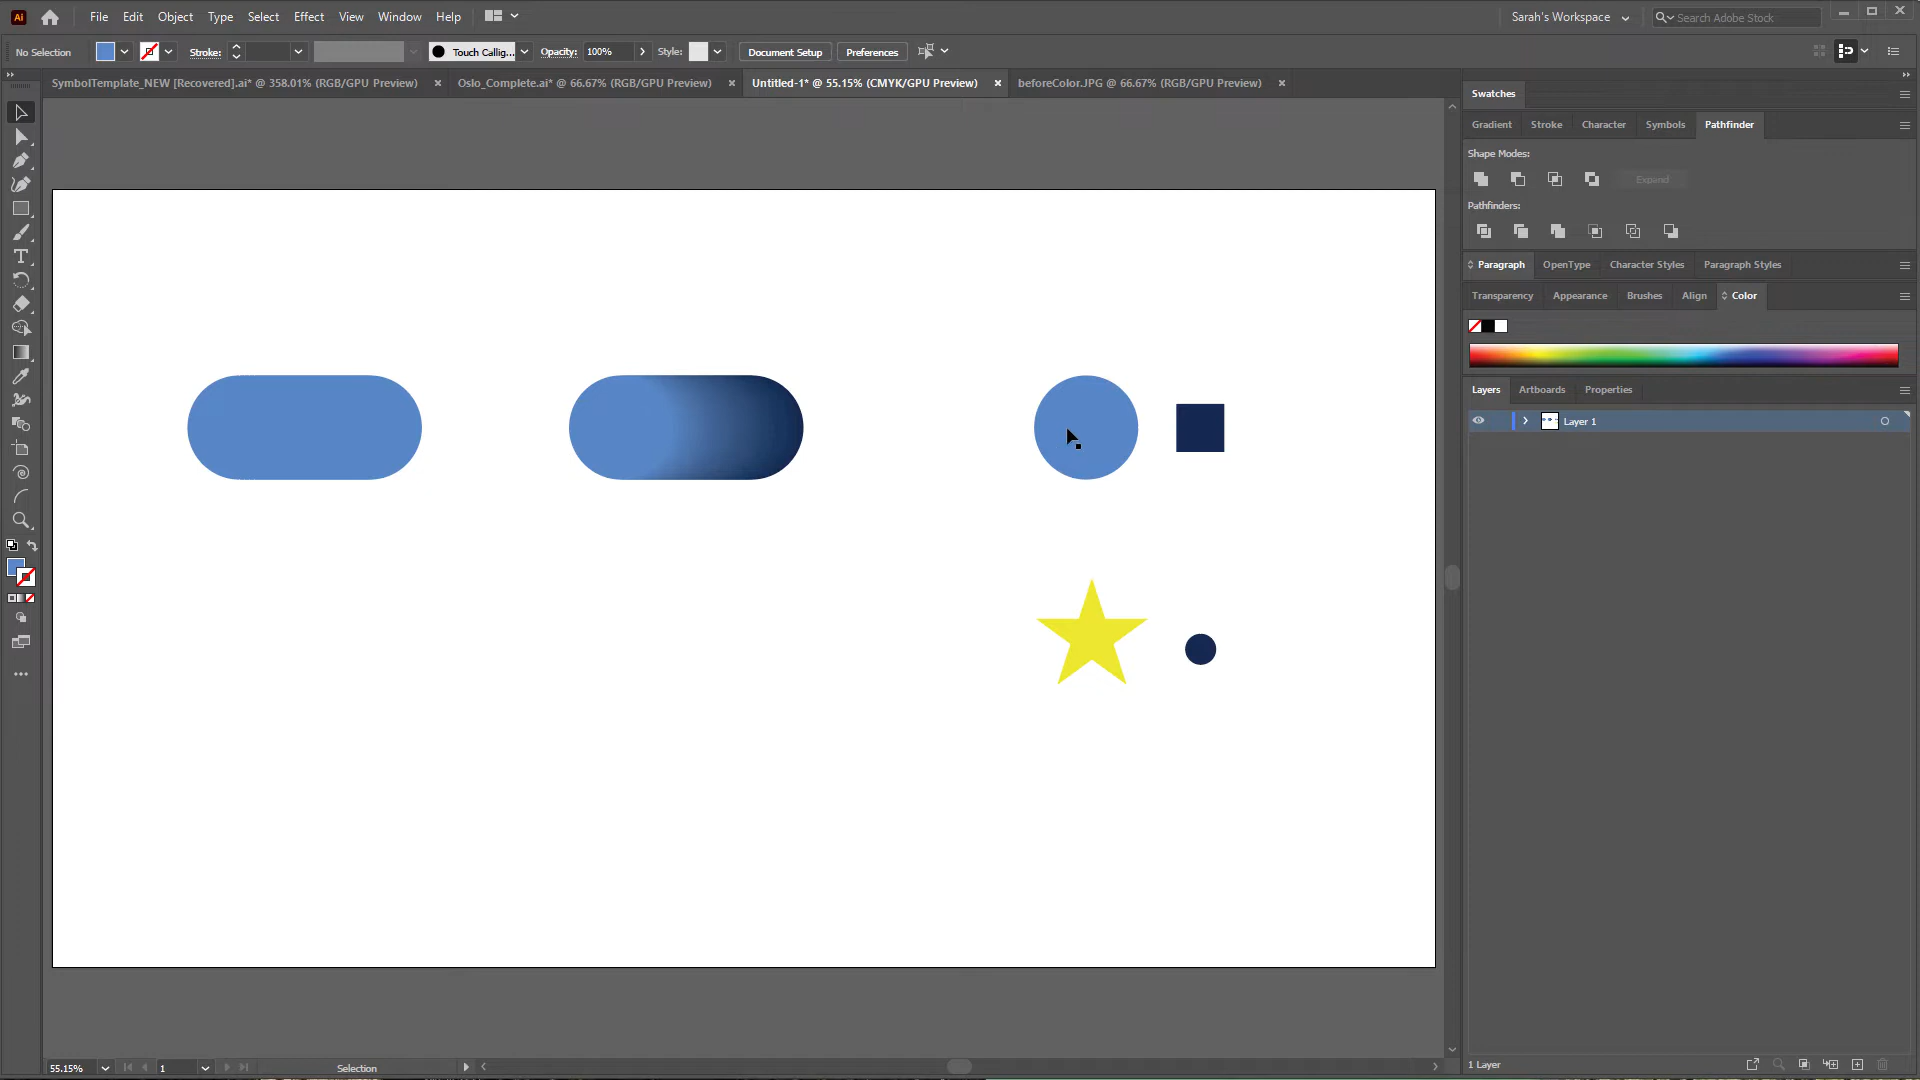 Ai File Edit Object Type Select Effect View Window Help Sarah's Workspace Search Adobe Stock
No Selection Stroke: Touch Callig... Opacity: 100% Style: Document Setup Preferences
SymbolTemplate_NEW [Recovered].ai* @ 358.01% (RGB/GPU Preview) Oslo_Complete.ai* @ 66.67% (RGB/GPU Preview) Untitled-1* @ 55.15% (CMYK/GPU Preview) beforeColor.JPG @ 66.67% (RGB/GPU Preview)
Swatches
Gradient Stroke Character Symbols Pathfinder
Shape Modes:
Expand
Pathfinders:
Paragraph OpenType Character Styles Paragraph Styles
Transparency Appearance Brushes Align Color
Layers Artboards Properties
Layer 1
55.15% 1 Selection 1 Layer